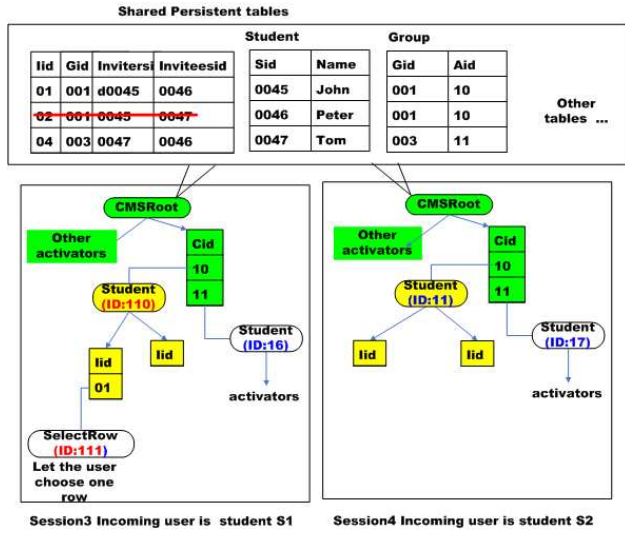 Shared Persistent tables
Student
Group
Iid Gid Invitersi Inviteesid
01 001 d0045 0046
02 001 0045 0047
04 003 0047 0046
Sid Name
0045 John
0046 Peter
0047 Tom
Gid Aid
001 10
001 10
003 11
Other
tables ...
CMSRoot
Other
activators
Cid
10
11
Student
(ID:110)
Student
(ID:16)
Iid
01
Iid
activators
SelectRow
(ID:111)
Let the user
choose one
row
Session3 Incoming user is student S1
CMSRoot
Other
activators
Cid
10
11
Student
(ID:11)
Student
(ID:17)
Iid
Iid
activators
Session4 Incoming user is student S2